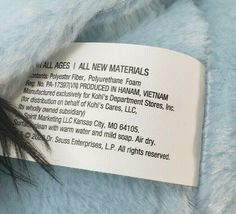 ALL AGES | ALL NEW MATERIALS
Contents: Polyester Fiber, Polyurethane Foam
Reg. No. PA-17397(VN) PRODUCED IN HANAM, VIETNAM
Manufactured exclusively for Kohl's Department Stores, Inc.
(for distribution on behalf of Kohl's Cares, LLC,
its wholly owned subsidiary)
Spirit Marketing LLC Kansas City, MO 64105.
Surface clean with warm water and mild soap. Air dry.
Dr. Seuss Enterprises, L.P. All rights reserved.